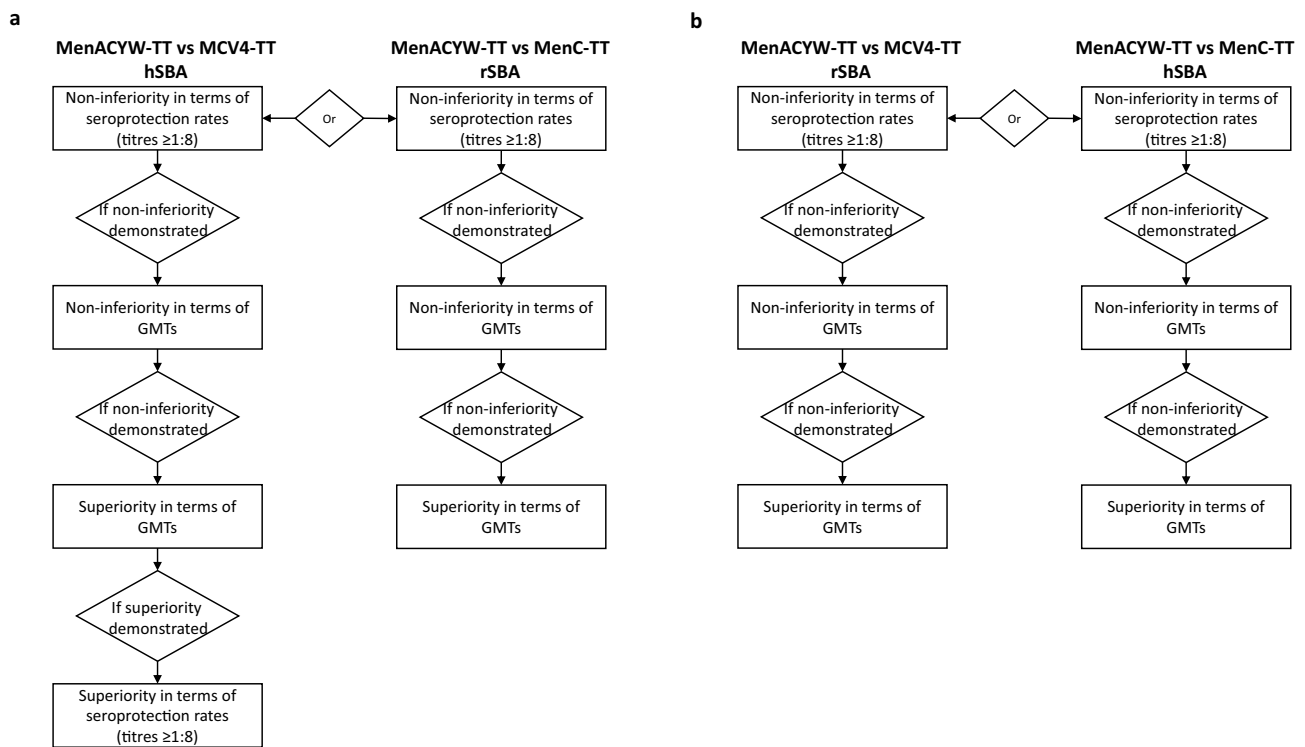 a
MenACYW-TT vs MCV4-TT
hSBA
Non-inferiority in terms of
seroprotection rates
(titres ≥1:8)
If non-inferiority
demonstrated
Non-inferiority in terms of
GMTs
If non-inferiority
demonstrated
Superiority in terms of
GMTs
If superiority
demonstrated
Superiority in terms of
seroprotection rates
(titres ≥1:8)
Or
MenACYW-TT vs MenC-TT
rSBA
Non-inferiority in terms of
seroprotection rates
(titres ≥1:8)
If non-inferiority
demonstrated
Non-inferiority in terms of
GMTs
If non-inferiority
demonstrated
Superiority in terms of
GMTs
b
MenACYW-TT vs MCV4-TT
rSBA
Non-inferiority in terms of
seroprotection rates
(titres ≥1:8)
If non-inferiority
demonstrated
Non-inferiority in terms of
GMTs
If non-inferiority
demonstrated
Superiority in terms of
GMTs
Or
MenACYW-TT vs MenC-TT
hSBA
Non-inferiority in terms of
seroprotection rates
(titres ≥1:8)
If non-inferiority
demonstrated
Non-inferiority in terms of
GMTs
If non-inferiority
demonstrated
Superiority in terms of
GMTs